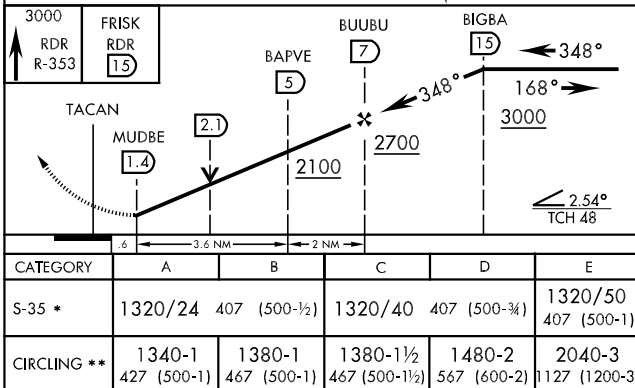 3000
RDR
R-353
FRISK
RDR
15
TACAN
MUDBE
1.4
2.1
BAPVE
5
BUUBU
7
BIGBA
15
348°
348°
168°
3000
2700
2100
2.54°
TCH 48
.6
3.6 NM
2 NM
CATEGORY A B C D E
S-35 * 1320/24 407 (500-½) 1320/40 407 (500-¾) 1320/50 407 (500-1)
CIRCLING ** 1340-1 1380-1 1380-1½ 1480-2 2040-3
427 (500-1) 467 (500-1) 467 (500-1½) 567 (600-2) 1127 (1200-3